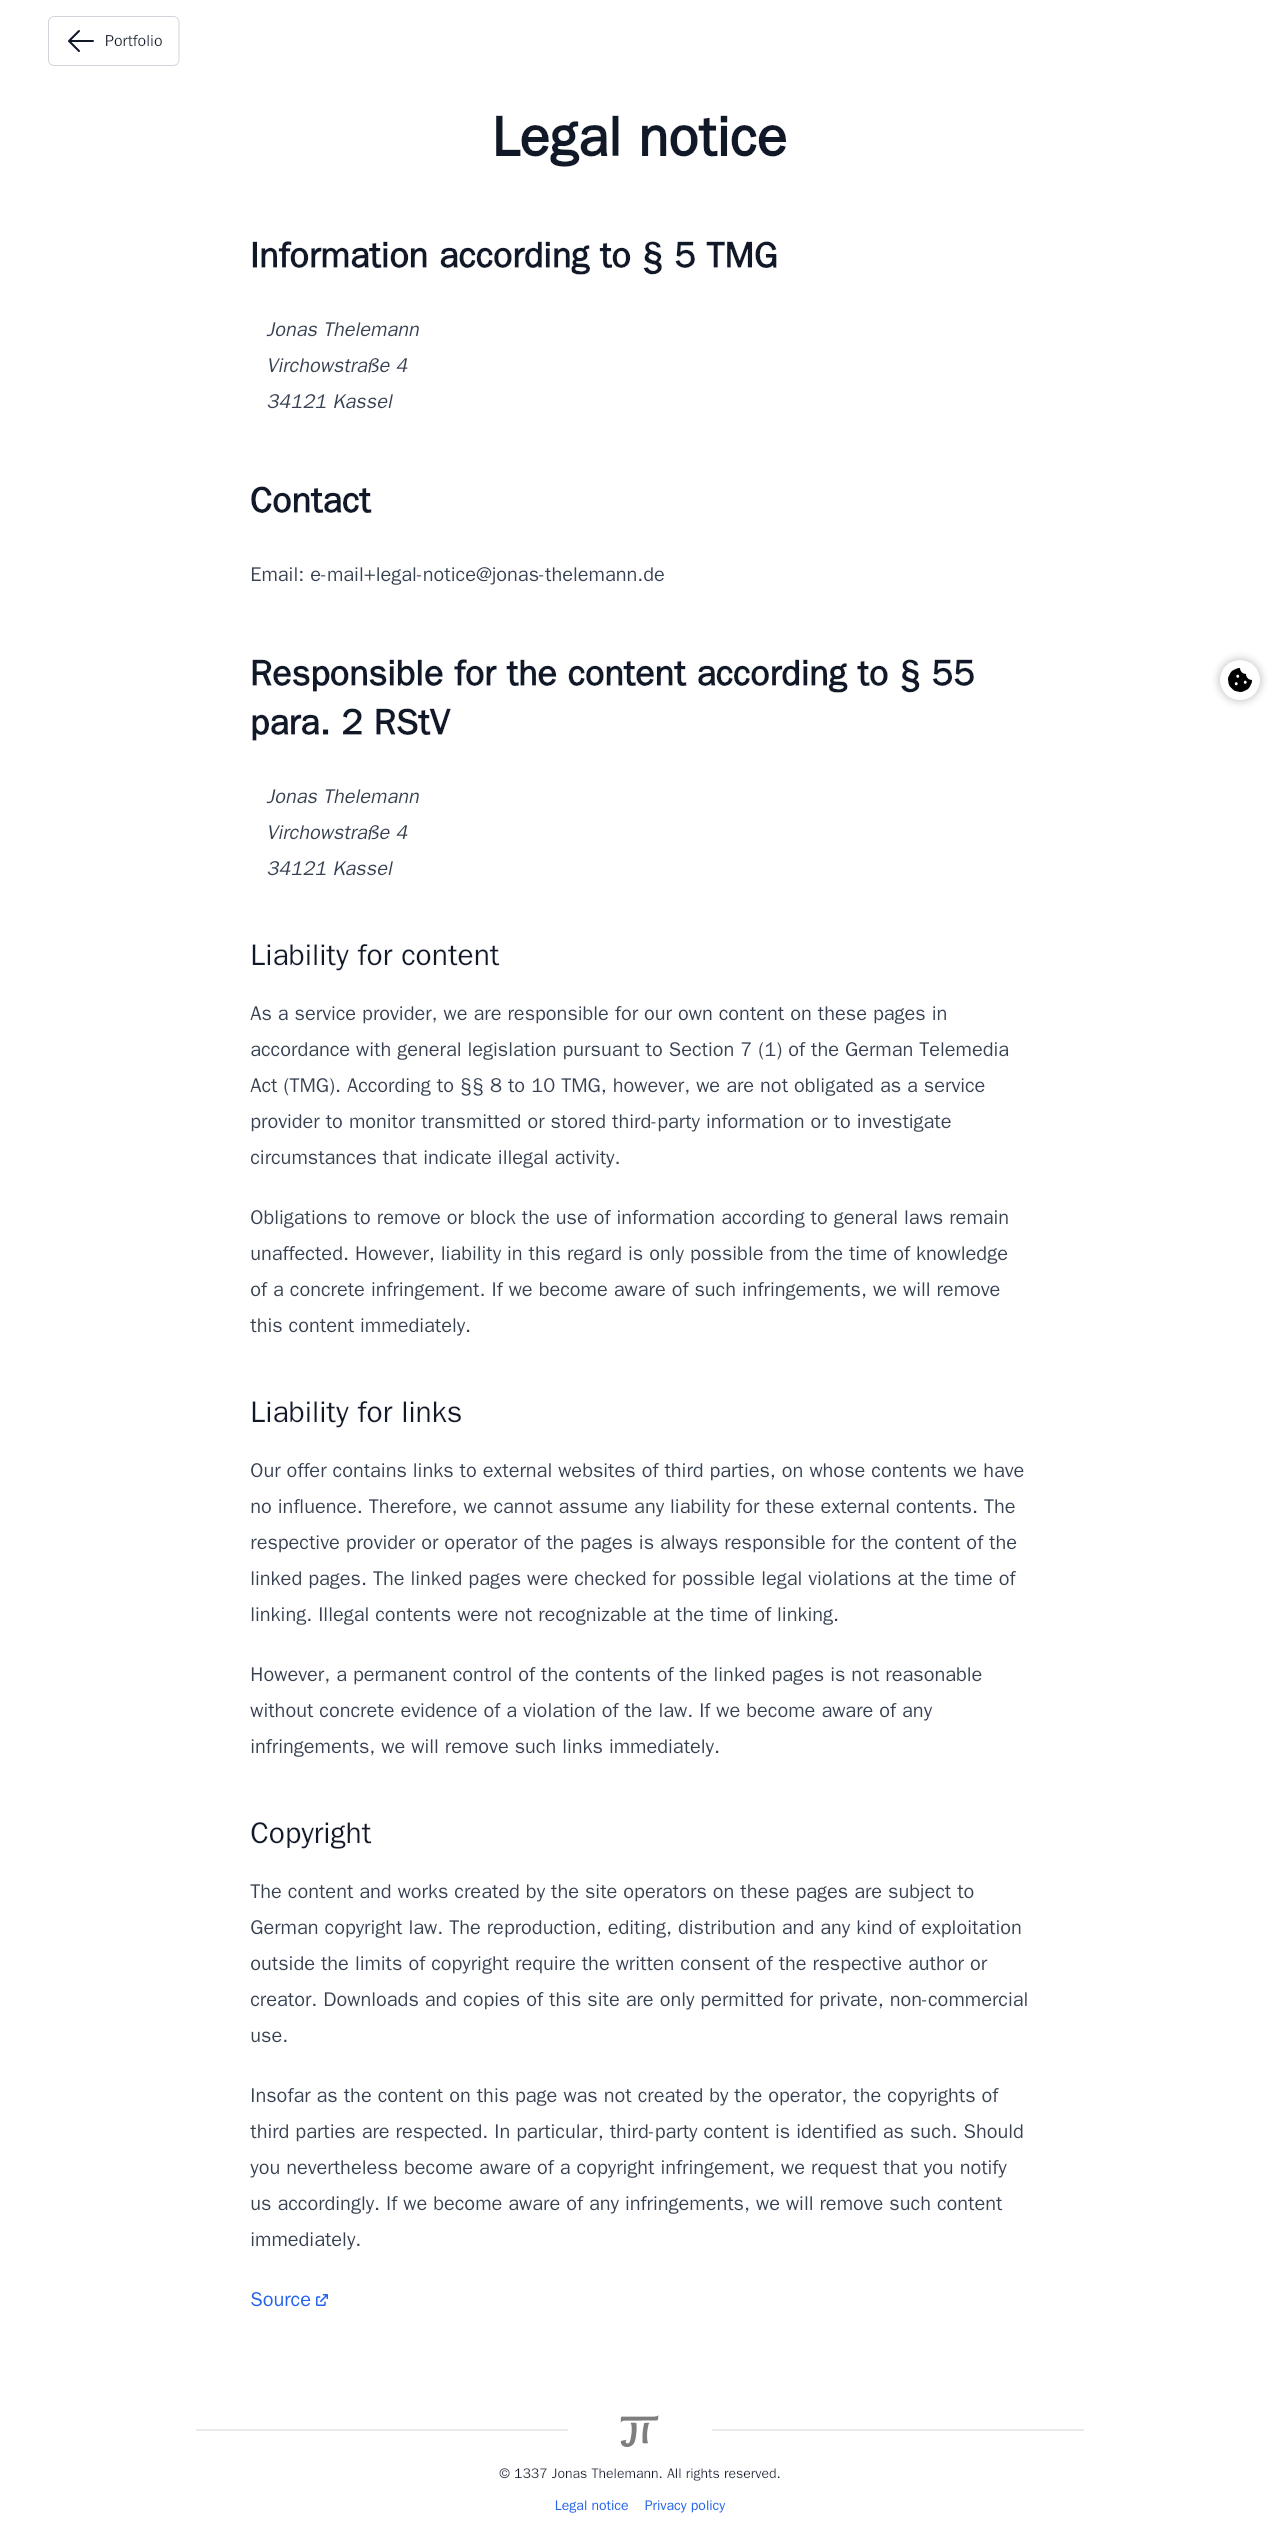 Portfolio
Legal notice
Information according to § 5 TMG
Jonas Thelemann
Virchowstraße 4
34121 Kassel
Contact
Email: e-mail+legal-notice@jonas-thelemann.de
Responsible for the content according to § 55
para. 2 RStV
Jonas Thelemann
Virchowstraße 4
34121 Kassel
Liability for content
As a service provider, we are responsible for our own content on these pages in
accordance with general legislation pursuant to Section 7 (1) of the German Telemedia
Act (TMG). According to §§ 8 to 10 TMG, however, we are not obligated as a service
provider to monitor transmitted or stored third-party information or to investigate
circumstances that indicate illegal activity.
Obligations to remove or block the use of information according to general laws remain
unaffected. However, liability in this regard is only possible from the time of knowledge
of a concrete infringement. If we become aware of such infringements, we will remove
this content immediately.
Liability for links
Our offer contains links to external websites of third parties, on whose contents we have
no influence. Therefore, we cannot assume any liability for these external contents. The
respective provider or operator of the pages is always responsible for the content of the
linked pages. The linked pages were checked for possible legal violations at the time of
linking. Illegal contents were not recognizable at the time of linking.
However, a permanent control of the contents of the linked pages is not reasonable
without concrete evidence of a violation of the law. If we become aware of any
infringements, we will remove such links immediately.
Copyright
The content and works created by the site operators on these pages are subject to
German copyright law. The reproduction, editing, distribution and any kind of exploitation
outside the limits of copyright require the written consent of the respective author or
creator. Downloads and copies of this site are only permitted for private, non-commercial
use.
Insofar as the content on this page was not created by the operator, the copyrights of
third parties are respected. In particular, third-party content is identified as such. Should
you nevertheless become aware of a copyright infringement, we request that you notify
us accordingly. If we become aware of any infringements, we will remove such content
immediately.
Source
JT
© 1337 Jonas Thelemann. All rights reserved.
Legal notice Privacy policy